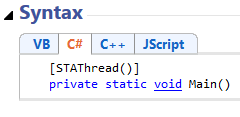 Syntax
VB C# C++ JScript
[STAThread()]
private static void Main()